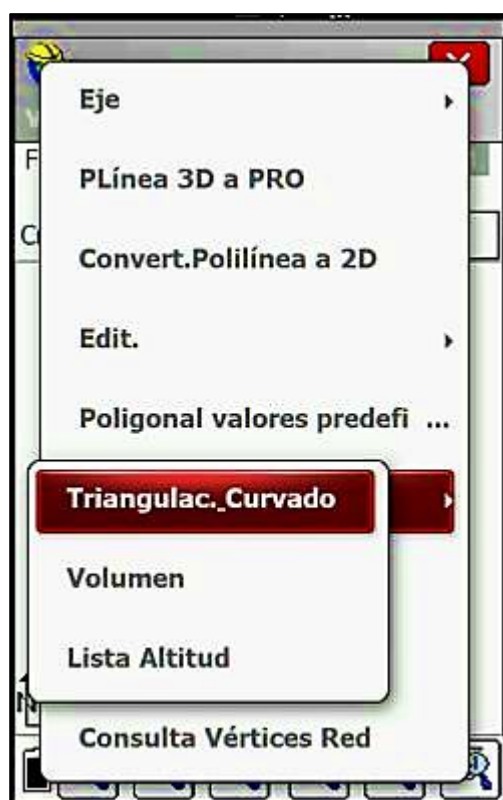 Eje
PLínea 3D a PRO
Convert.Polilínea a 2D
Edit.
Poligonal valores predefi ...
Triangulac._Curvado
Volumen
Lista Altitud
Consulta Vértices Red